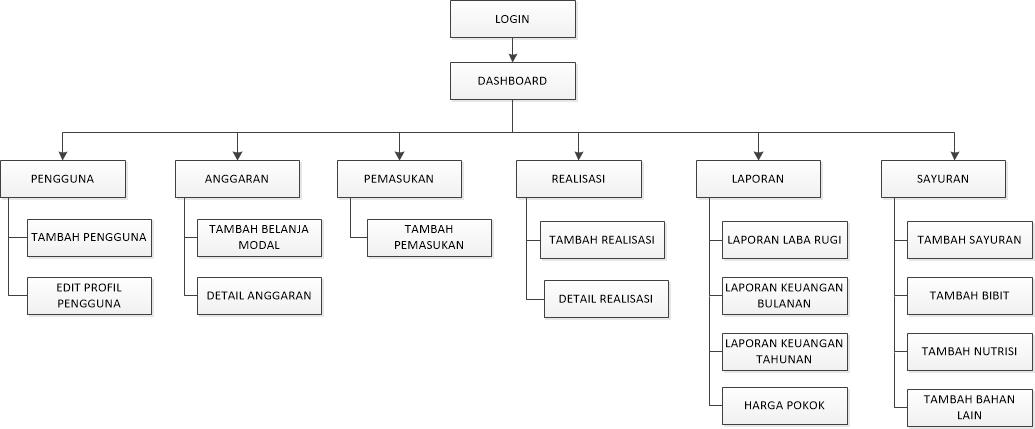 LOGIN
DASHBOARD
PENGGUNA
TAMBAH PENGGUNA
EDIT PROFIL
PENGGUNA
ANGGARAN
TAMBAH BELANJA
MODAL
DETAIL ANGGARAN
PEMASUKAN
TAMBAH
PEMASUKAN
REALISASI
TAMBAH REALISASI
DETAIL REALISASI
LAPORAN
LAPORAN LABA RUGI
LAPORAN KEUANGAN
BULANAN
LAPORAN KEUANGAN
TAHUNAN
HARGA POKOK
SAYURAN
TAMBAH SAYURAN
TAMBAH BIBIT
TAMBAH NUTRISI
TAMBAH BAHAN
LAIN